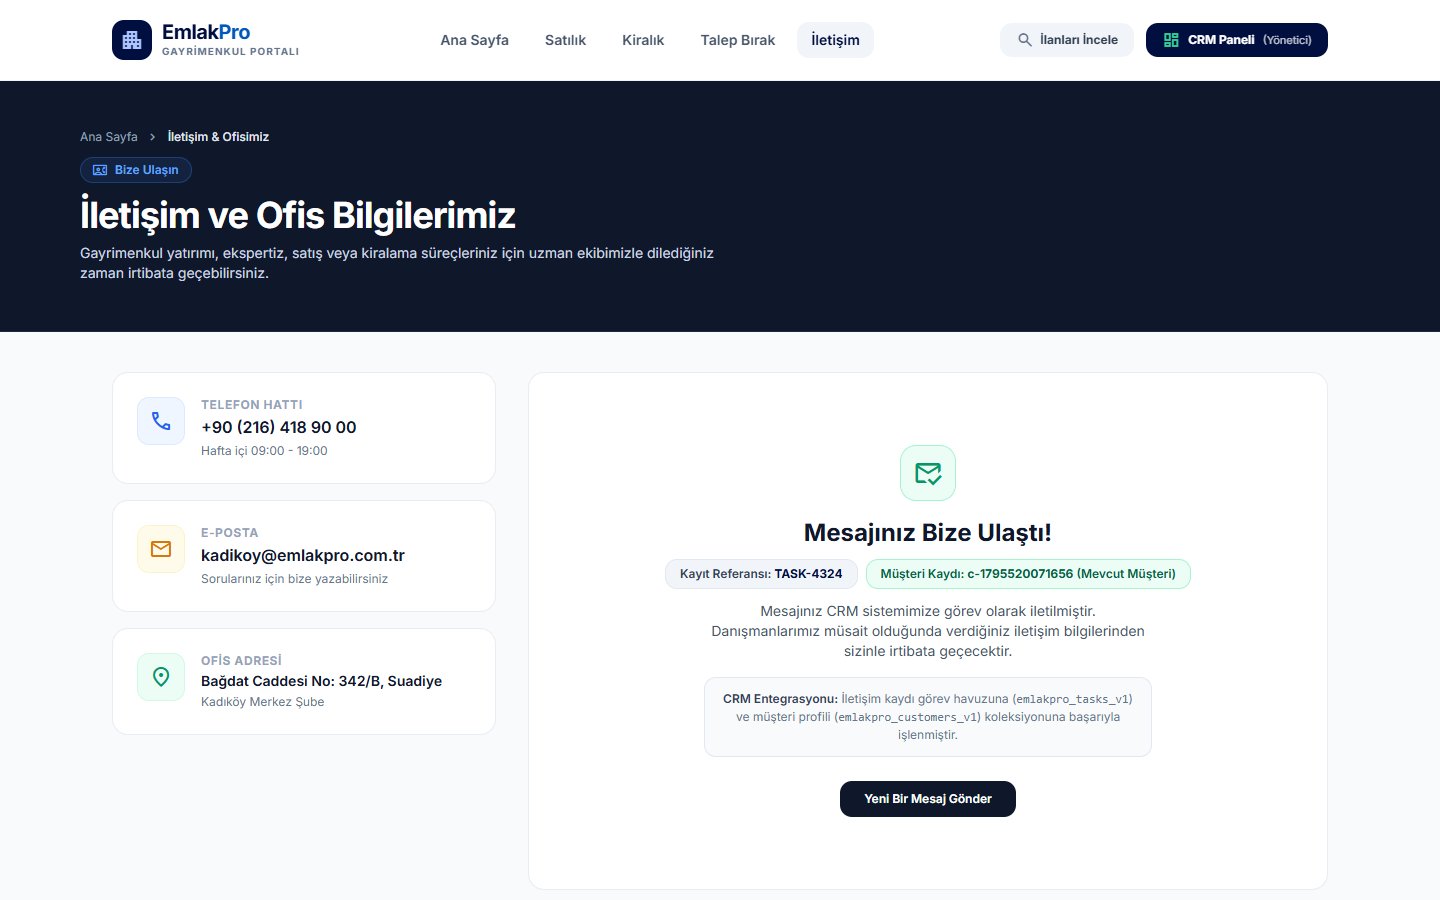 EmlakPro
GAYRİMENKUL PORTALI
Ana Sayfa
Satılık
Kiralık
Talep Bırak
İletişim
İlanları İncele
CRM Paneli (Yönetici)
Ana Sayfa > İletişim & Ofisimiz
Bize Ulaşın
İletişim ve Ofis Bilgilerimiz
Gayrimenkul yatırımı, ekspertiz, satış veya kiralama süreçleriniz için uzman ekibimizle dilediğiniz
zaman irtibata geçebilirsiniz.
TELEFON HATTI
+90 (216) 418 90 00
Hafta içi 09:00 - 19:00
E-POSTA
kadikoy@emlakpro.com.tr
Sorularınız için bize yazabilirsiniz
OFİS ADRESİ
Bağdat Caddesi No: 342/B, Suadiye
Kadıköy Merkez Şube
Mesajınız Bize Ulaştı!
Kayıt Referansı: TASK-4324
Müşteri Kaydı: c-1795520071656 (Mevcut Müşteri)
Mesajınız CRM sistemimize görev olarak iletilmiştir.
Danışmanlarımız müsait olduğunda verdiğiniz iletişim bilgilerinden
sizinle irtibata geçecektir.
CRM Entegrasyonu: İletişim kaydı görev havuzuna (emlakpro_tasks_v1)
ve müşteri profili (emlakpro_customers_v1) koleksiyonuna başarıyla
işlenmiştir.
Yeni Bir Mesaj Gönder